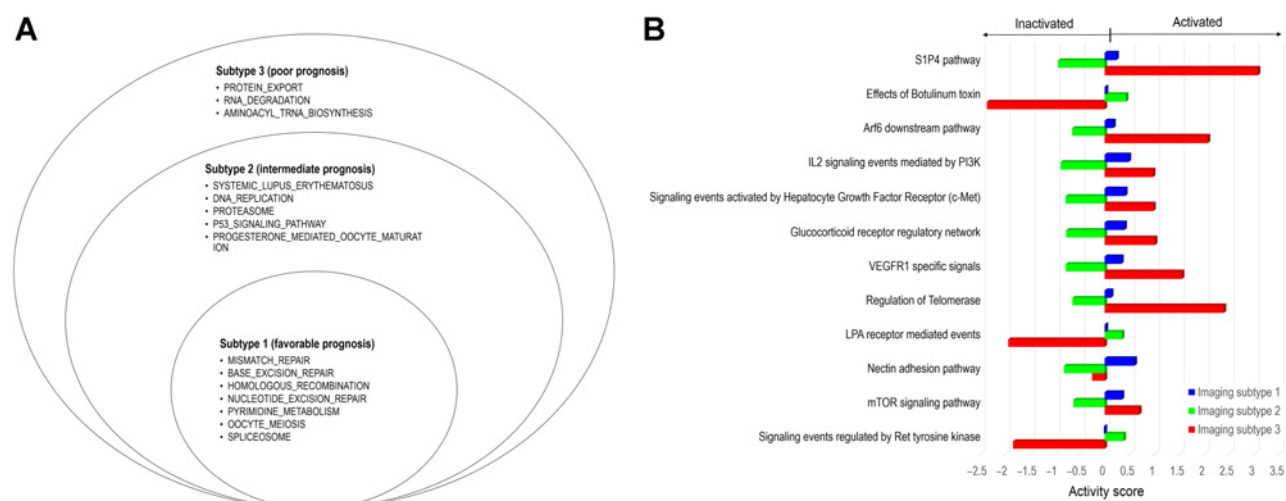 A
Subtype 3 (poor prognosis)
• PROTEIN_EXPORT
• RNA_DEGRADATION
• AMINOACYL_TRNA_BIOSYNTHESIS
Subtype 2 (intermediate prognosis)
• SYSTEMIC_LUPUS_ERYTHEMATOSUS
• DNA_REPLICATION
• PROTEASOME
• P53_SIGNALING_PATHWAY
• PROGESTERONE_MEDIATED_OOCYTE_MATURAT
ION
Subtype 1 (favorable prognosis)
• MISMATCH_REPAIR
• BASE_EXCISION_REPAIR
• HOMOLOGOUS_RECOMBINATION
• NUCLEOTIDE_EXCISION_REPAIR
• PYRIMIDINE_METABOLISM
• OOCYTE_MEIOSIS
• SPLICEOSOME
B
Inactivated Activated
S1P4 pathway
Effects of Botulinum toxin
Arf6 downstream pathway
IL2 signaling events mediated by PI3K
Signaling events activated by Hepatocyte Growth Factor Receptor (c-Met)
Glucocorticoid receptor regulatory network
VEGFR1 specific signals
Regulation of Telomerase
LPA receptor mediated events
Nectin adhesion pathway
mTOR signaling pathway
Signaling events regulated by Ret tyrosine kinase
Imaging subtype 1
Imaging subtype 2
Imaging subtype 3
−2.5 −2 −1.5 −1 −0.5 0 0.5 1 1.5 2 2.5 3 3.5
Activity score